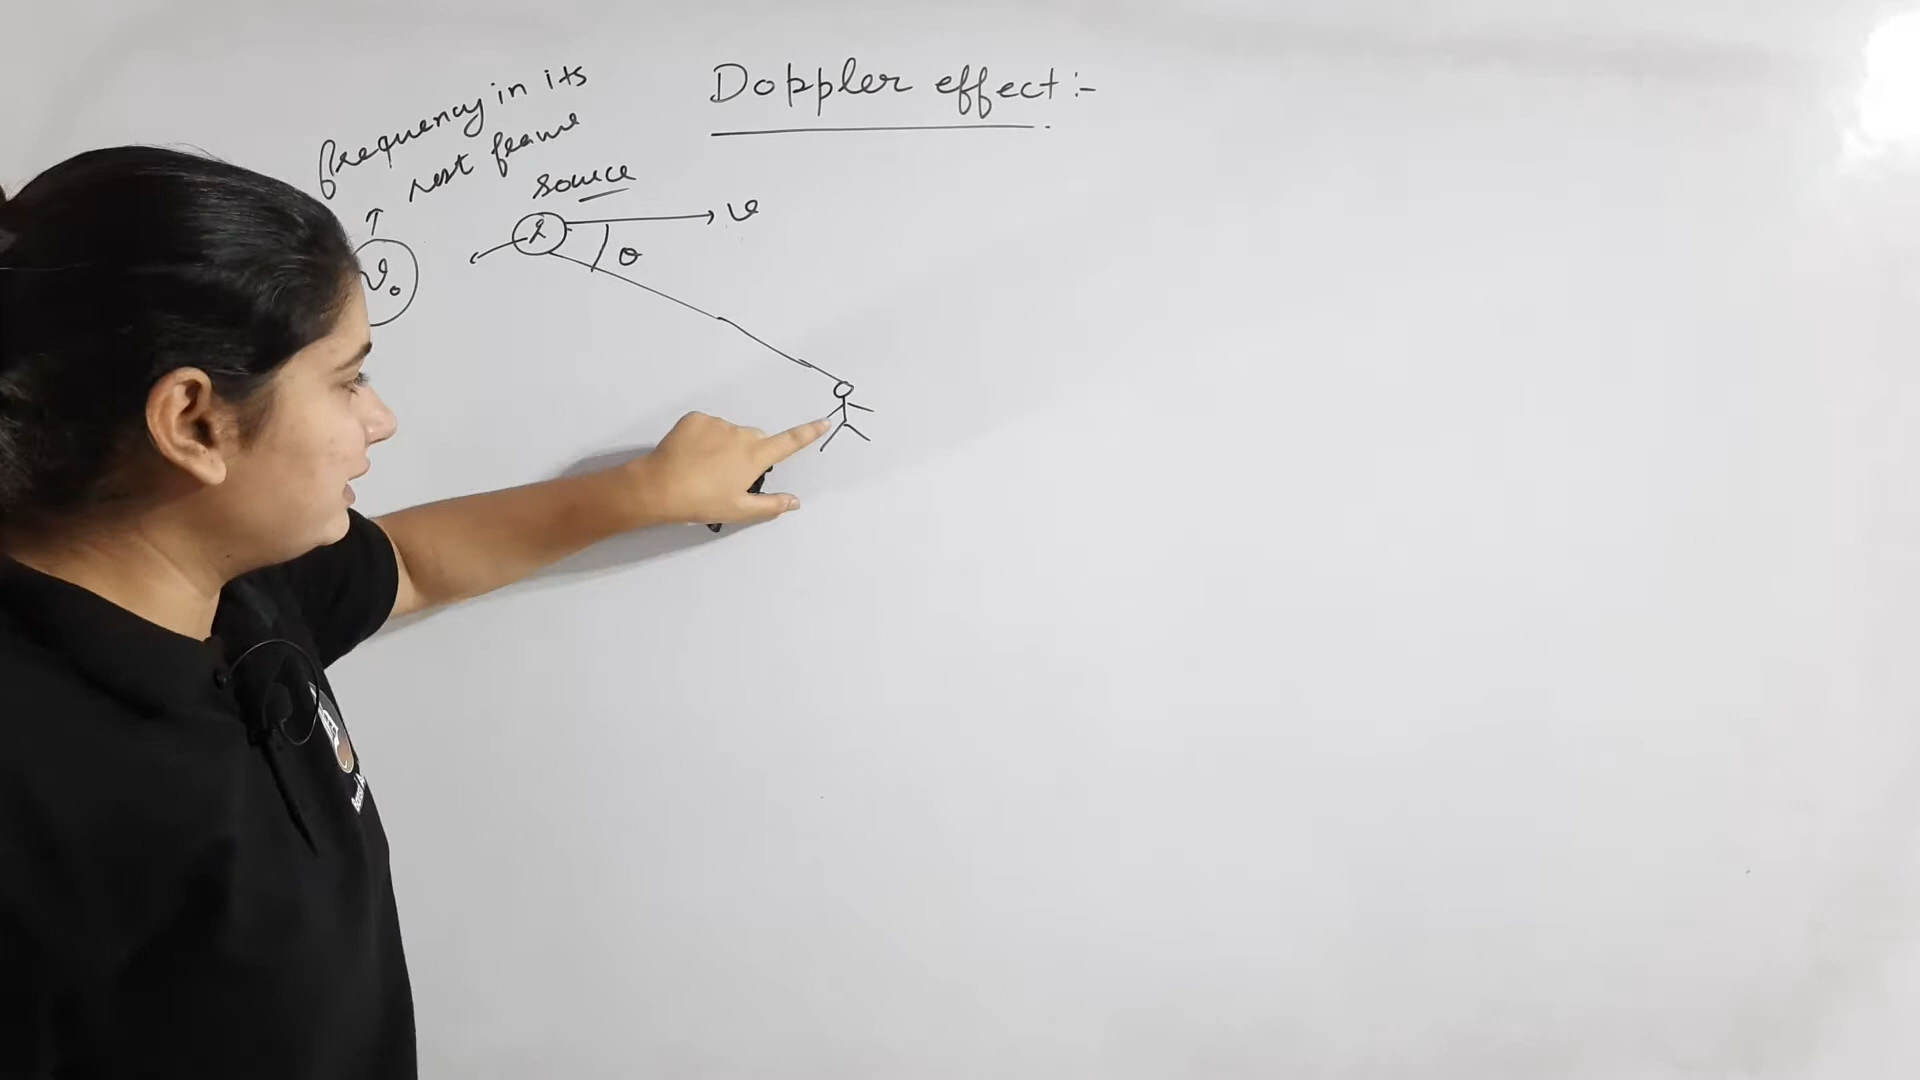 Doppler effect :-
frequency in its
rest frame
source
v
θ
ν₀